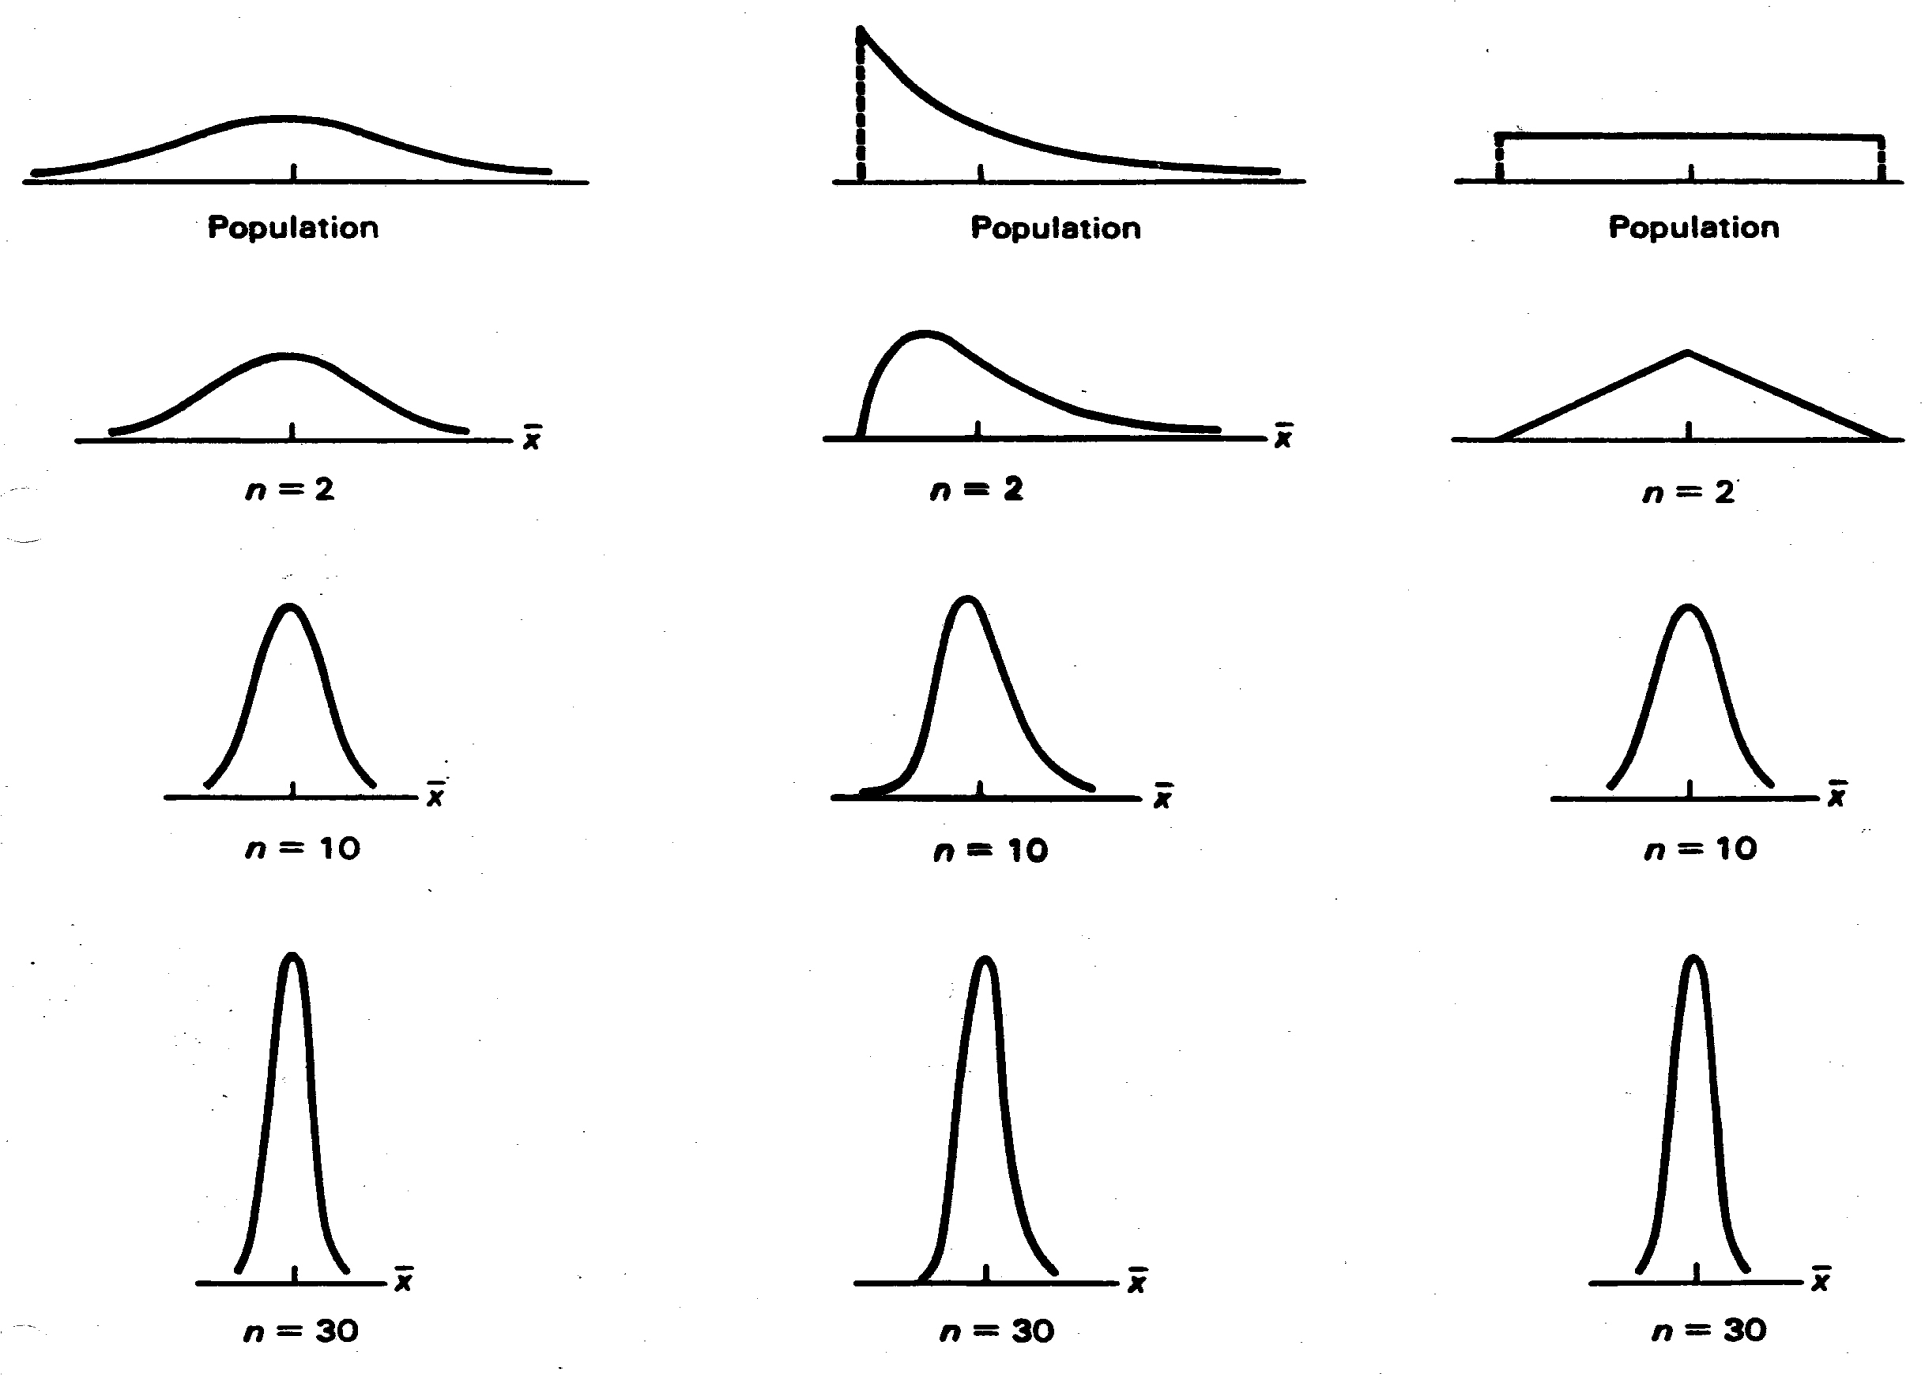 Population Population Population
x̄ x̄
n = 2 n = 2 n = 2
x̄ x̄ x̄
n = 10 n = 10 n = 10
x̄ x̄ x̄
n = 30 n = 30 n = 30